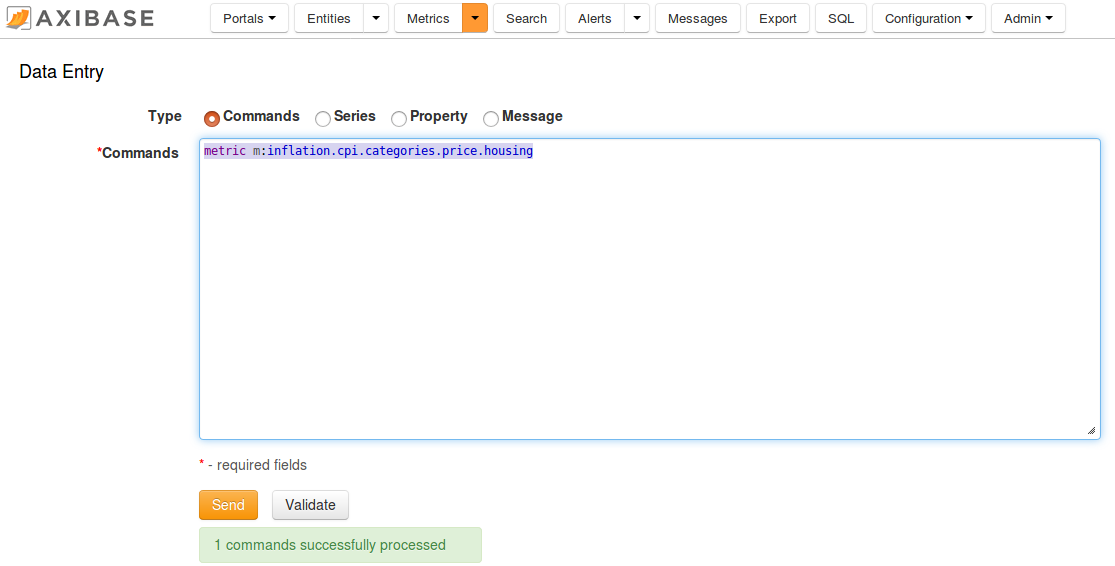 AXIBASE Portals Entities Metrics Search Alerts Messages Export SQL Configuration Admin
Data Entry
Type Commands Series Property Message
*Commands metric m:inflation.cpi.categories.price.housing
* - required fields
Send Validate
1 commands successfully processed